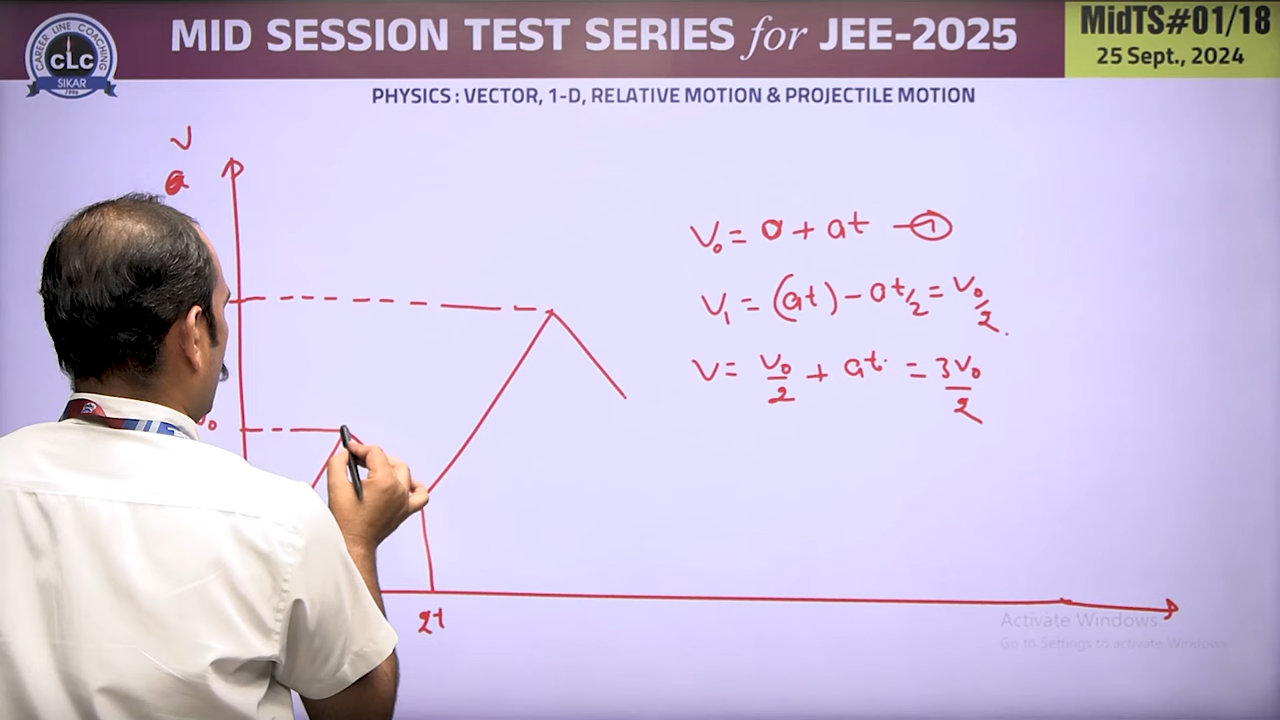 CAREER LINE COACHING
CLC
SIKAR
1996
MID SESSION TEST SERIES for JEE-2025
MidTS#01/18
25 Sept., 2024
PHYSICS : VECTOR, 1-D, RELATIVE MOTION & PROJECTILE MOTION
V
a
V₀ = 0 + at —①
V₁ = (at) - at/2 = V₀/2.
V = V₀/2 + at = 3V₀/2
2t
Activate Windows
Go to Settings to activate Windows.